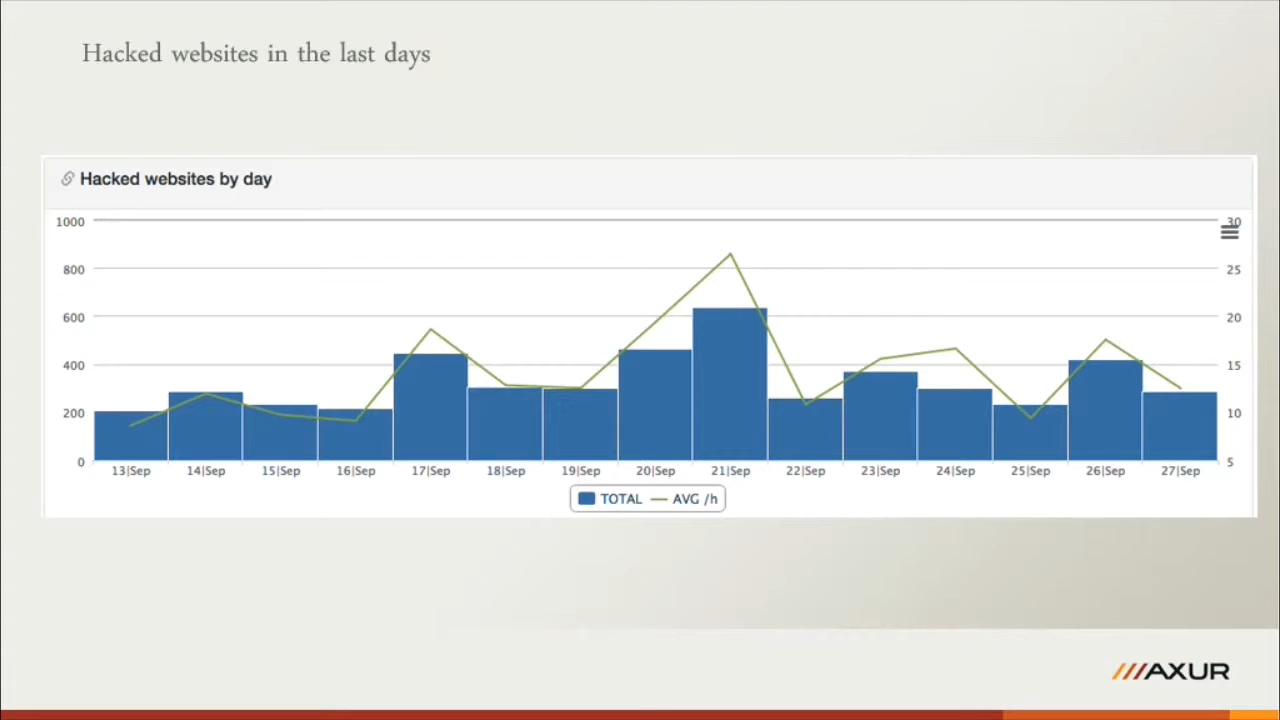 Hacked websites in the last days
Hacked websites by day
1000 30
800 25
600 20
400 15
200 10
0 5
13|Sep 14|Sep 15|Sep 16|Sep 17|Sep 18|Sep 19|Sep 20|Sep 21|Sep 22|Sep 23|Sep 24|Sep 25|Sep 26|Sep 27|Sep
TOTAL AVG /h
///AXUR